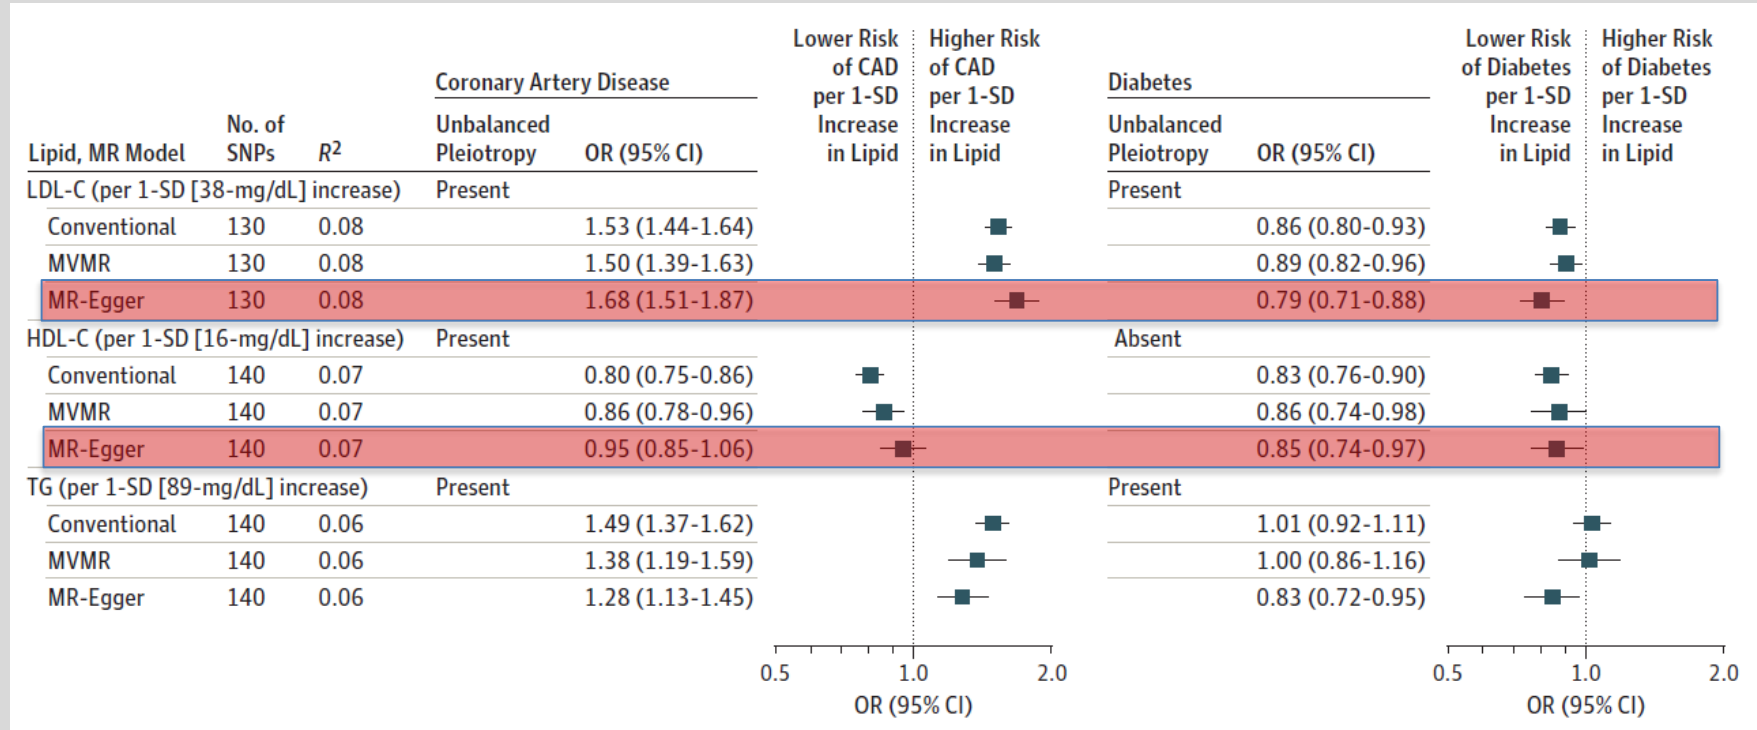 Lower Risk Higher Risk Lower Risk Higher Risk
of CAD of CAD of Diabetes of Diabetes
Coronary Artery Disease per 1-SD per 1-SD Diabetes per 1-SD per 1-SD
No. of Unbalanced Increase Increase Unbalanced Increase Increase
Lipid, MR Model SNPs R2 Pleiotropy OR (95% CI) in Lipid in Lipid Pleiotropy OR (95% CI) in Lipid in Lipid
LDL-C (per 1-SD [38-mg/dL] increase) Present Present
Conventional 130 0.08 1.53 (1.44-1.64) 0.86 (0.80-0.93)
MVMR 130 0.08 1.50 (1.39-1.63) 0.89 (0.82-0.96)
MR-Egger 130 0.08 1.68 (1.51-1.87) 0.79 (0.71-0.88)
HDL-C (per 1-SD [16-mg/dL] increase) Present Absent
Conventional 140 0.07 0.80 (0.75-0.86) 0.83 (0.76-0.90)
MVMR 140 0.07 0.86 (0.78-0.96) 0.86 (0.74-0.98)
MR-Egger 140 0.07 0.95 (0.85-1.06) 0.85 (0.74-0.97)
TG (per 1-SD [89-mg/dL] increase) Present Present
Conventional 140 0.06 1.49 (1.37-1.62) 1.01 (0.92-1.11)
MVMR 140 0.06 1.38 (1.19-1.59) 1.00 (0.86-1.16)
MR-Egger 140 0.06 1.28 (1.13-1.45) 0.83 (0.72-0.95)
0.5 1.0 2.0 0.5 1.0 2.0
OR (95% CI) OR (95% CI)